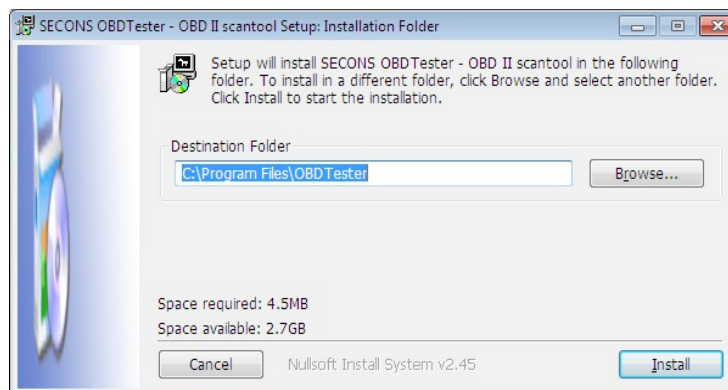 SECONS OBDTester - OBD II scantool Setup: Installation Folder
Setup will install SECONS OBDTester - OBD II scantool in the following
folder. To install in a different folder, click Browse and select another folder.
Click Install to start the installation.
Destination Folder
C:\Program Files\OBDTester
Browse...
Space required: 4.5MB
Space available: 2.7GB
Cancel
Nullsoft Install System v2.45
Install